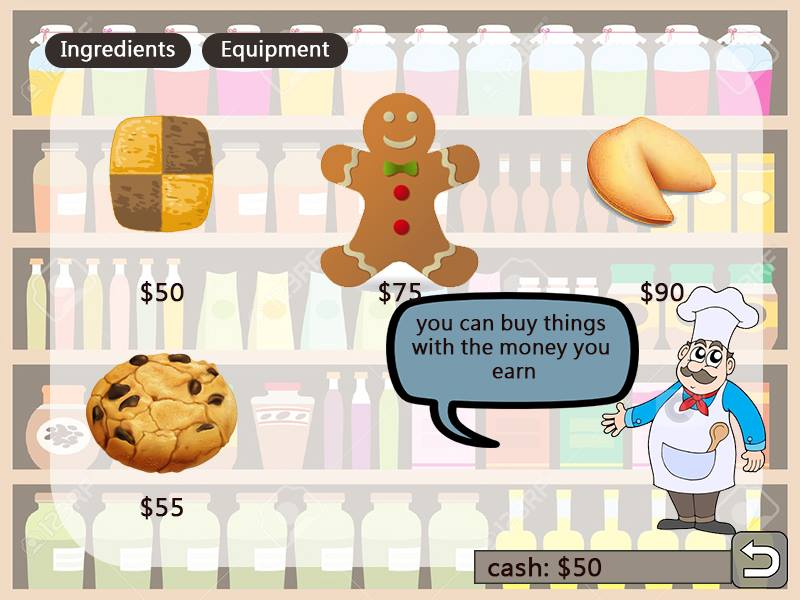 Ingredients
Equipment
$50
$75
$90
you can buy things
with the money you
earn
$55
cash: $50